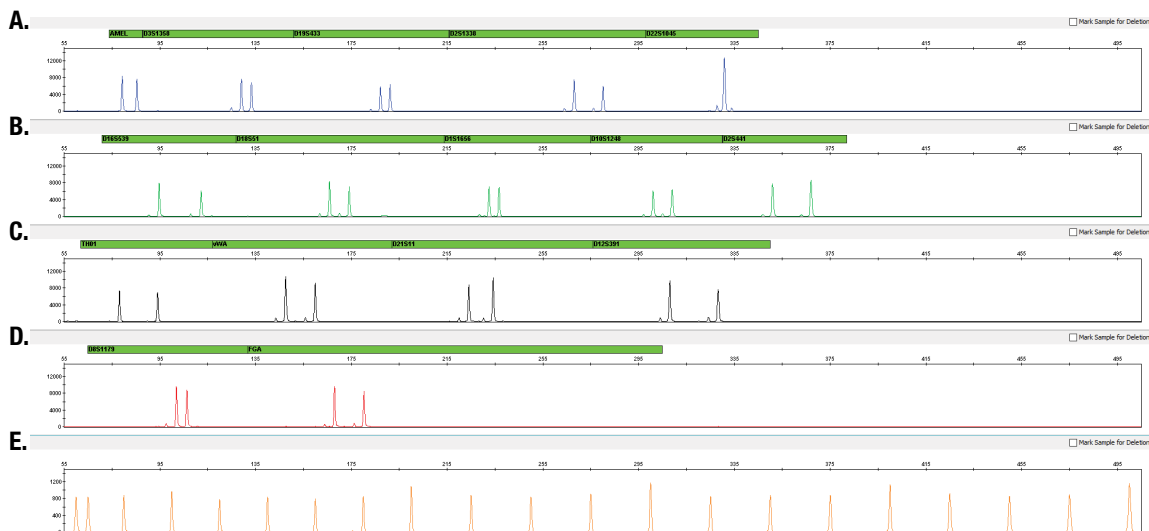 A.
Mark Sample for Deletion
AMEL D3S1358 D19S433 D2S1338 D22S1045
55 95 135 175 215 255 295 335 375 415 455 495
12000
8000
4000
0
B.
Mark Sample for Deletion
D16S539 D18S51 D1S1656 D10S1248 D2S441
55 95 135 175 215 255 295 335 375 415 455 495
12000
8000
4000
0
C.
Mark Sample for Deletion
TH01 vWA D21S11 D12S391
55 95 135 175 215 255 295 335 375 415 455 495
12000
8000
4000
0
D.
Mark Sample for Deletion
D8S1179 FGA
55 95 135 175 215 255 295 335 375 415 455 495
12000
8000
4000
0
E.
Mark Sample for Deletion
55 95 135 175 215 255 295 335 375 415 455 495
1200
800
400
0